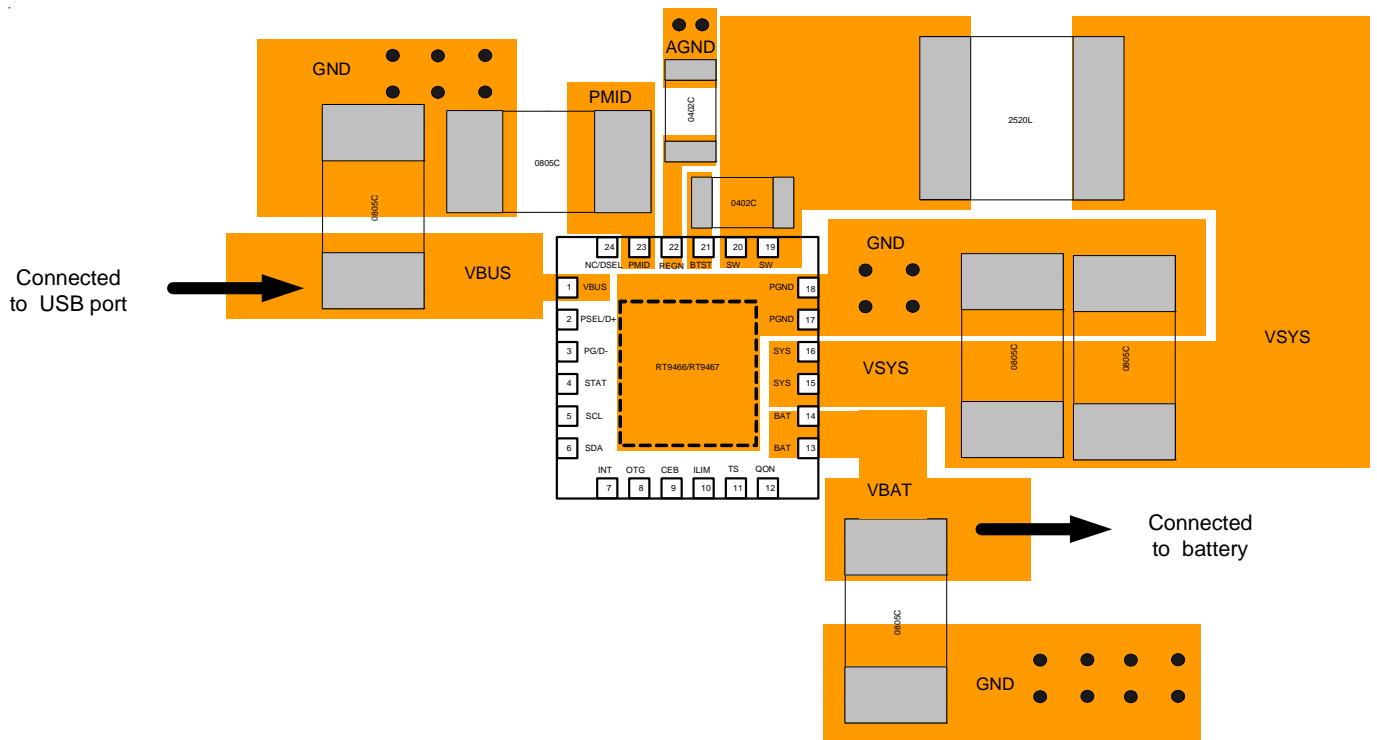 AGND
GND
PMID
0402C
2520L
0805C
0805C
0402C
24
23
22
21
20
19
NC/DSEL
PMID
REGN
BTST
SW
SW
GND
Connected
to USB port
VBUS
1
VBUS
PGND
18
2
PSEL/D+
PGND
17
3
PG/D-
SYS
16
4
STAT
SYS
15
5
SCL
BAT
14
6
SDA
BAT
13
RT9466/RT9467
VSYS
0805C
0805C
VSYS
INT
OTG
CEB
ILIM
TS
QON
7
8
9
10
11
12
VBAT
Connected
to battery
0805C
GND